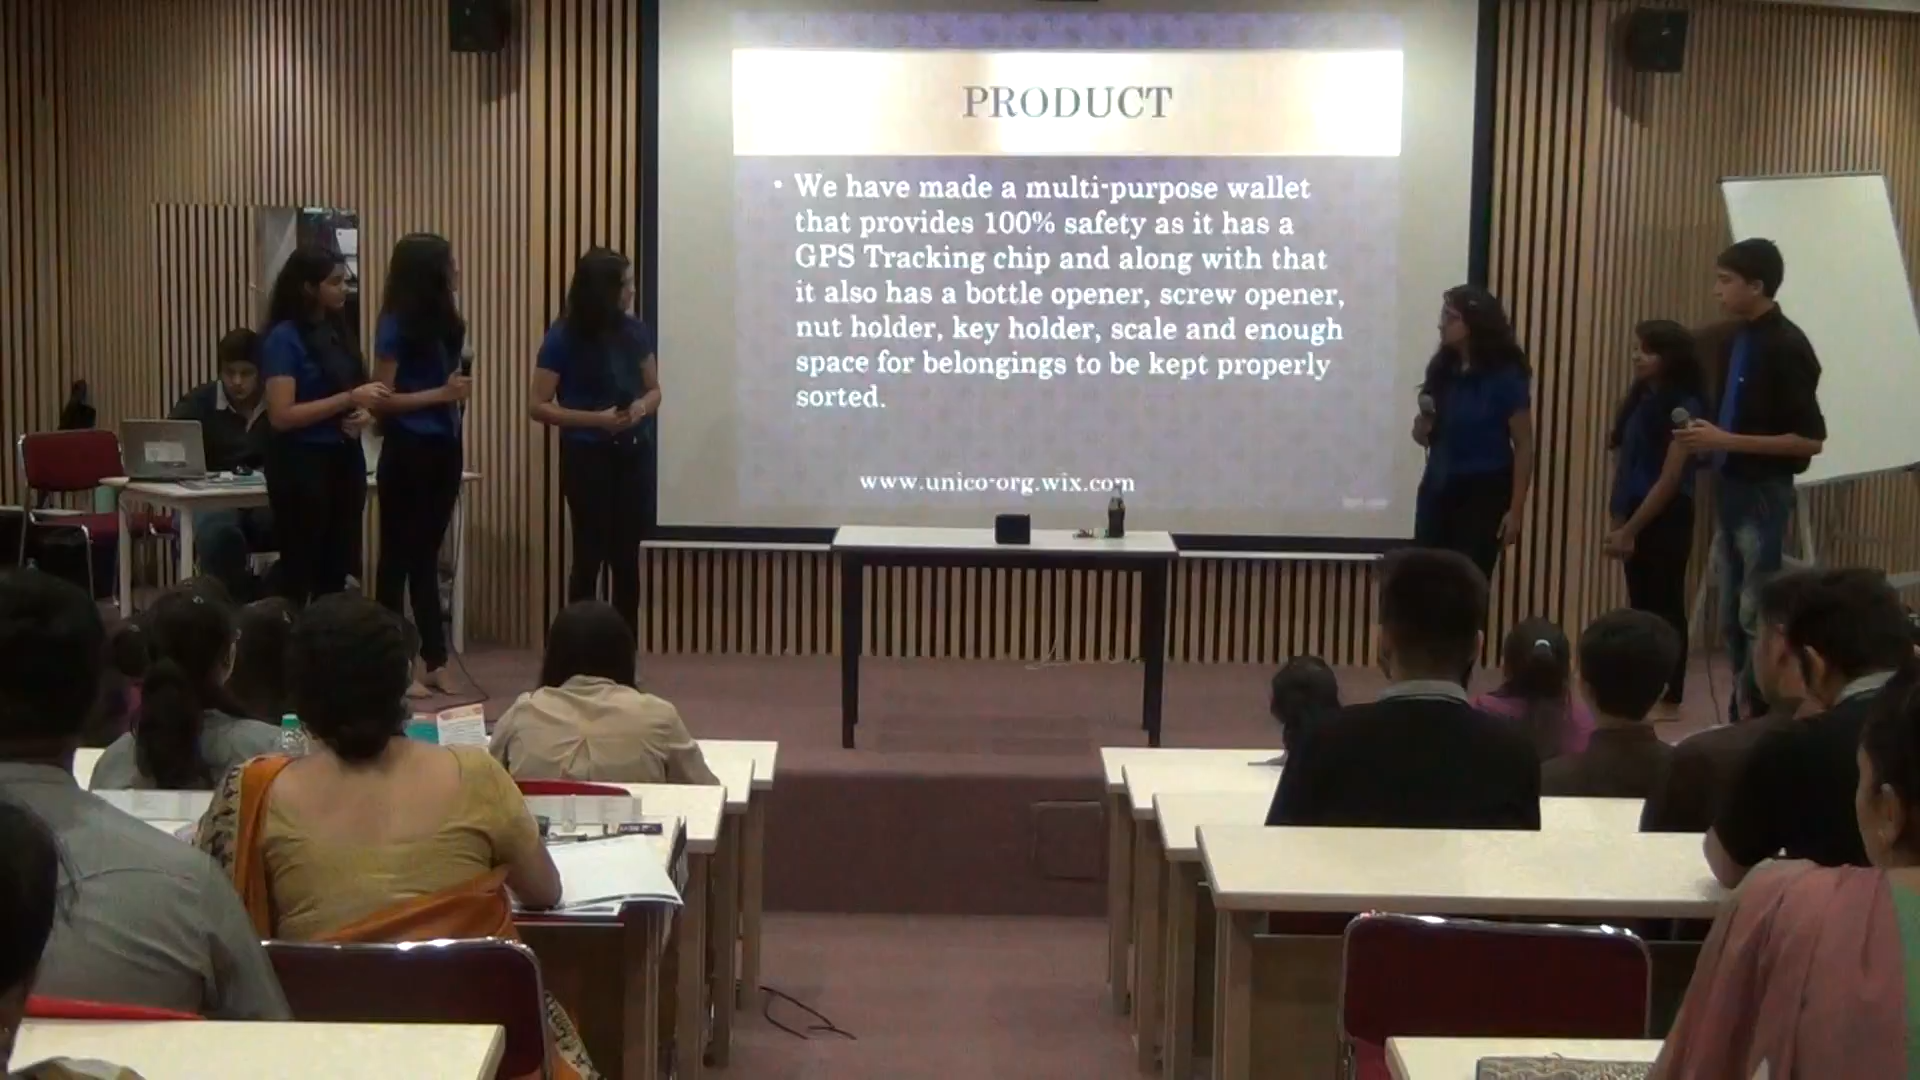 PRODUCT
• We have made a multi-purpose wallet
that provides 100% safety as it has a
GPS Tracking chip and along with that
it also has a bottle opener, screw opener,
nut holder, key holder, scale and enough
space for belongings to be kept properly
sorted.
www.unico-org.wix.com